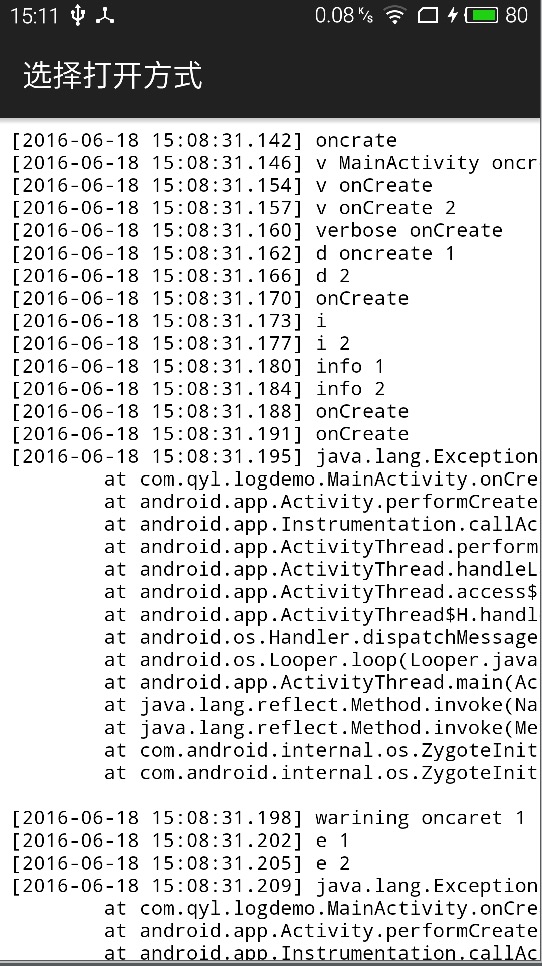 15:11 0.08 K/s 80
选择打开方式
[2016-06-18 15:08:31.142] oncrate
[2016-06-18 15:08:31.146] v MainActivity oncr
[2016-06-18 15:08:31.154] v onCreate
[2016-06-18 15:08:31.157] v onCreate 2
[2016-06-18 15:08:31.160] verbose onCreate
[2016-06-18 15:08:31.162] d oncreate 1
[2016-06-18 15:08:31.166] d 2
[2016-06-18 15:08:31.170] onCreate
[2016-06-18 15:08:31.173] i
[2016-06-18 15:08:31.177] i 2
[2016-06-18 15:08:31.180] info 1
[2016-06-18 15:08:31.184] info 2
[2016-06-18 15:08:31.188] onCreate
[2016-06-18 15:08:31.191] onCreate
[2016-06-18 15:08:31.195] java.lang.Exception
at com.qyl.logdemo.MainActivity.onCre
at android.app.Activity.performCreate
at android.app.Instrumentation.callAc
at android.app.ActivityThread.perform
at android.app.ActivityThread.handleL
at android.app.ActivityThread.access$
at android.app.ActivityThread$H.handl
at android.os.Handler.dispatchMessage
at android.os.Looper.loop(Looper.java
at android.app.ActivityThread.main(Ac
at java.lang.reflect.Method.invoke(Na
at java.lang.reflect.Method.invoke(Me
at com.android.internal.os.ZygoteInit
at com.android.internal.os.ZygoteInit
[2016-06-18 15:08:31.198] warining oncaret 1
[2016-06-18 15:08:31.202] e 1
[2016-06-18 15:08:31.205] e 2
[2016-06-18 15:08:31.209] java.lang.Exception
at com.qyl.logdemo.MainActivity.onCre
at android.app.Activity.performCreate
at android.app.Instrumentation.callAc